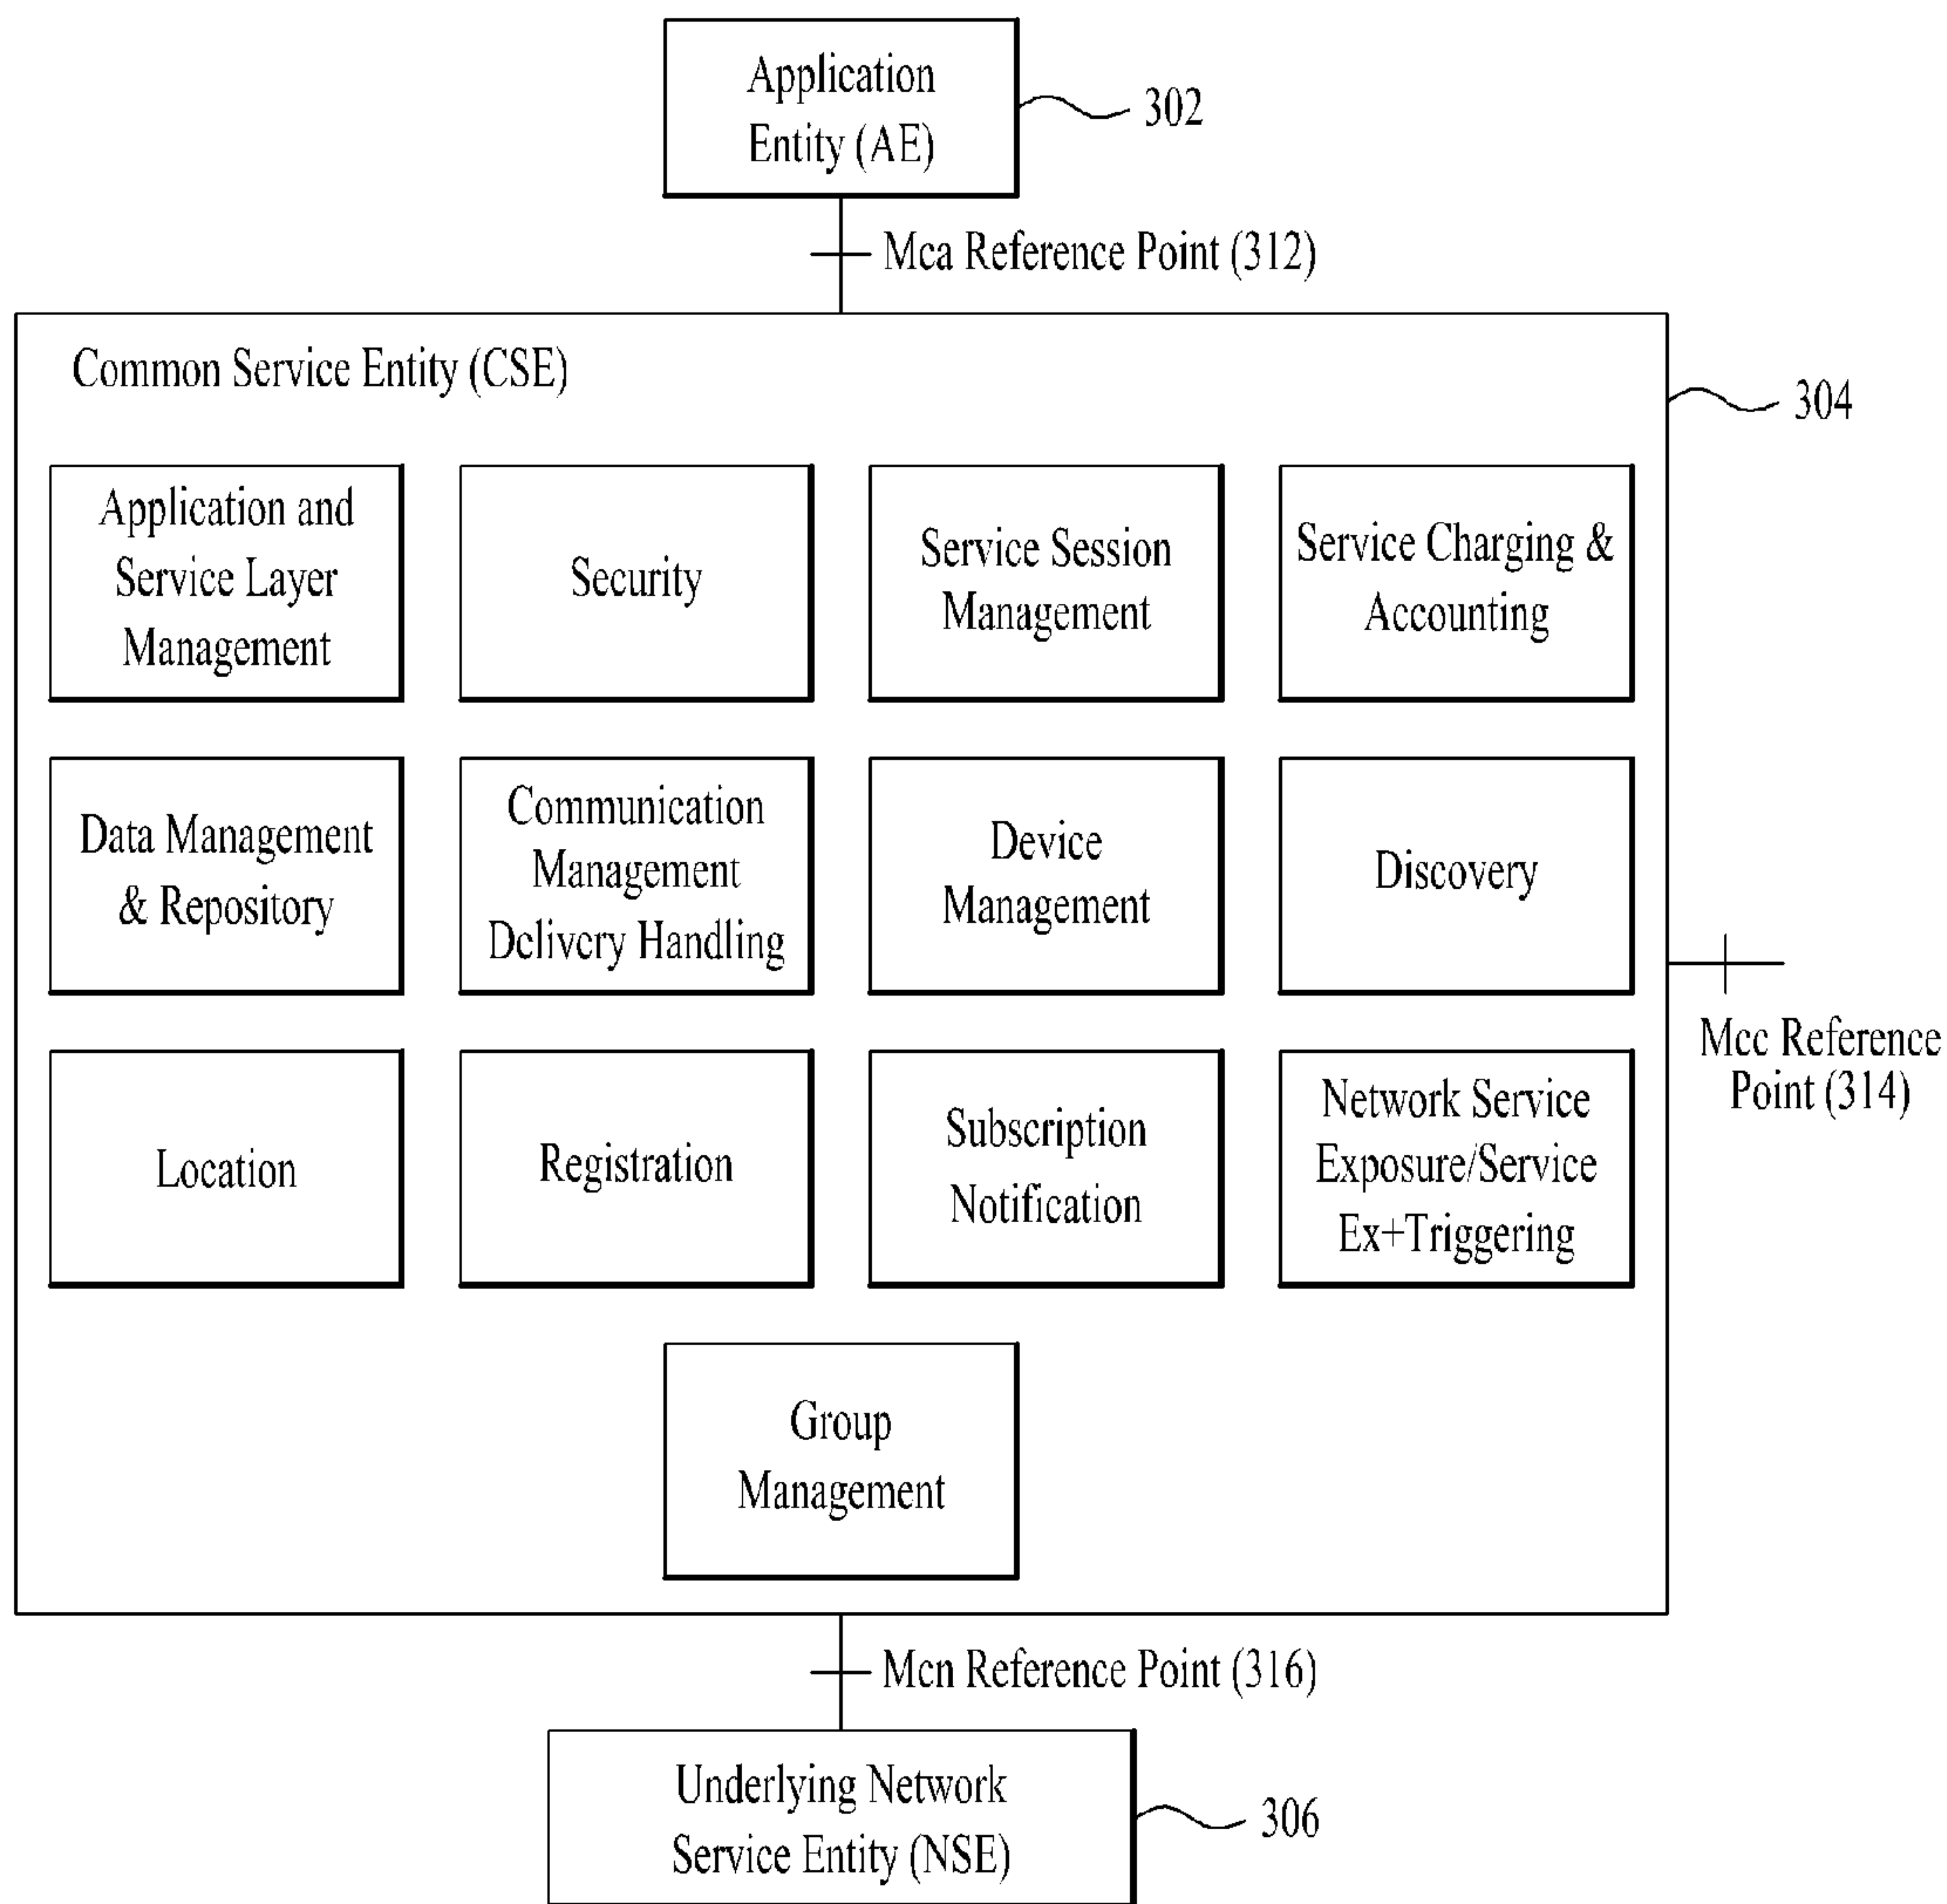 Application
Entity (AE)
302
Mca Reference Point (312)
Common Service Entity (CSE)
304
Application and
Service Layer
Management
Security
Service Session
Management
Service Charging &
Accounting
Data Management
& Repository
Communication
Management
Delivery Handling
Device
Management
Discovery
Mcc Reference
Point (314)
Location
Registration
Subscription
Notification
Network Service
Exposure/Service
Ex+Triggering
Group
Management
Mcn Reference Point (316)
Underlying Network
Service Entity (NSE)
306